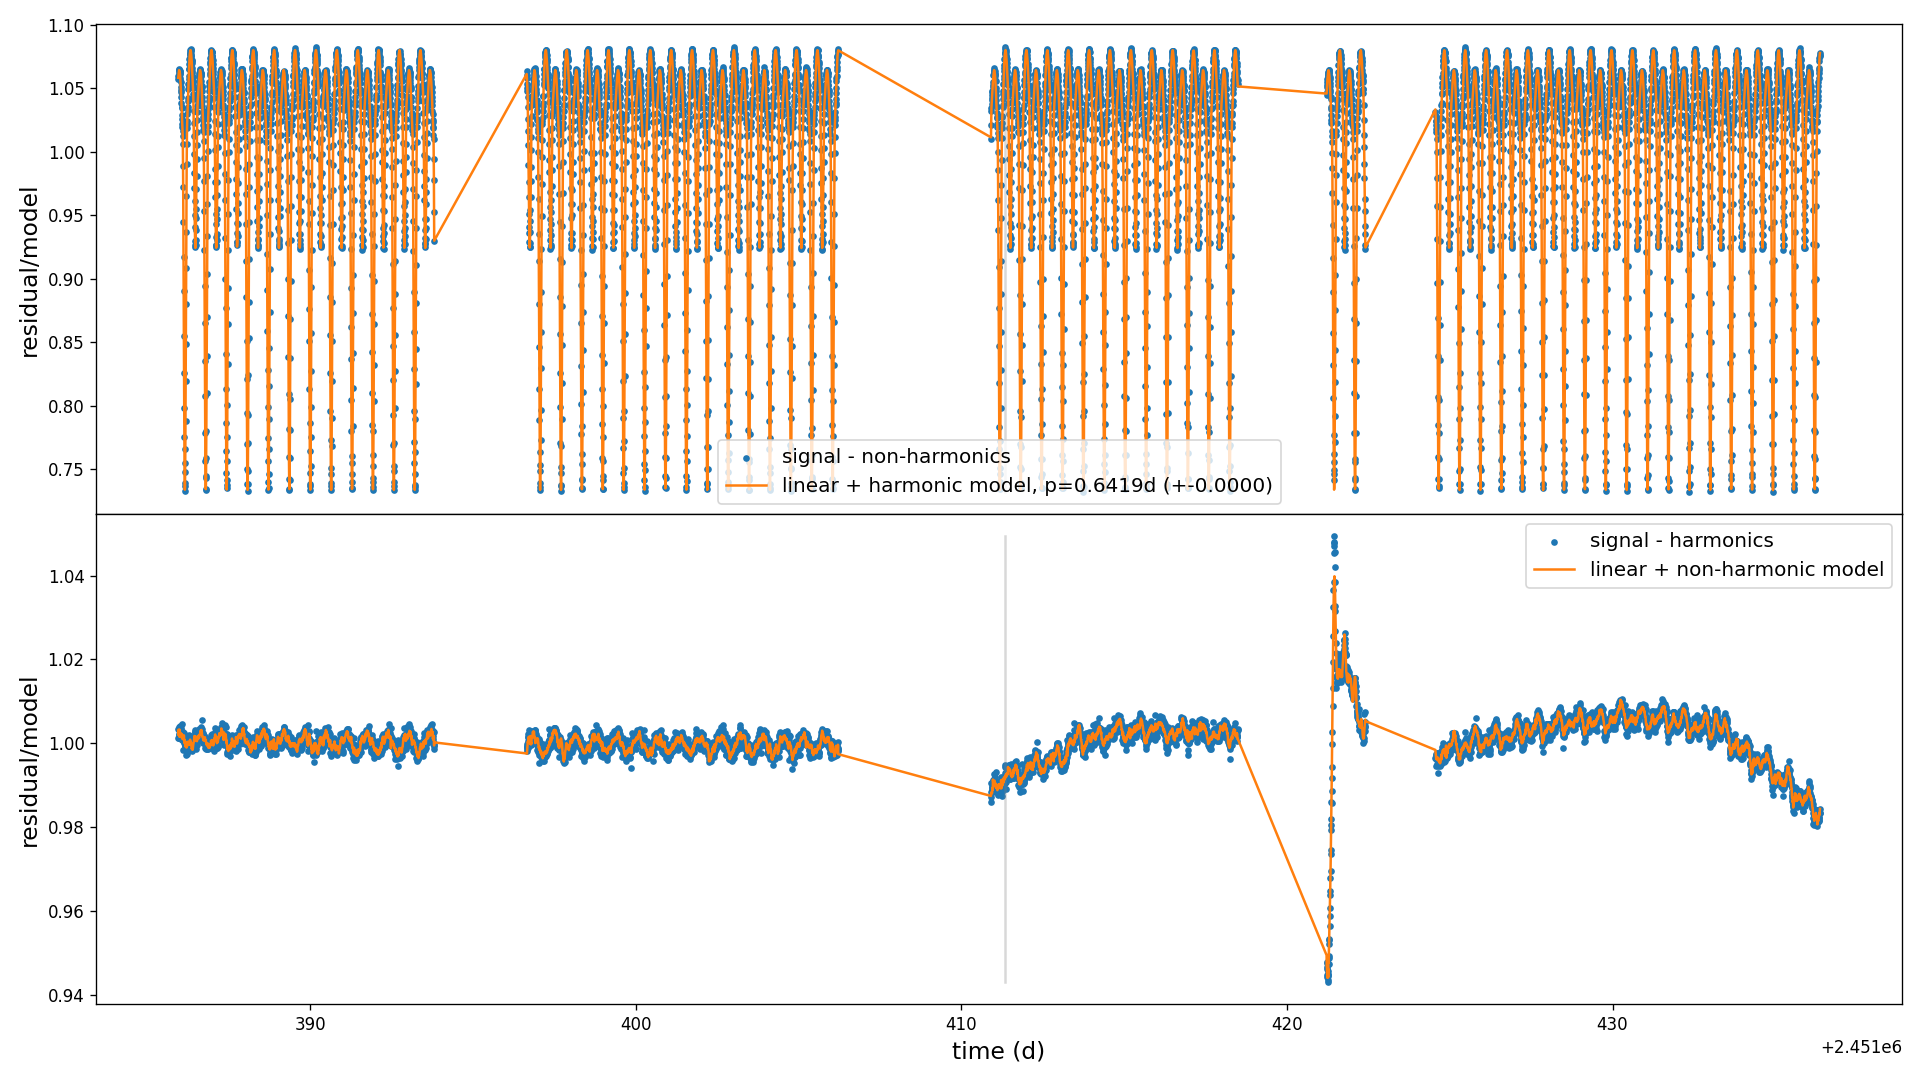 1.10
1.05
1.00
0.95
0.90
0.85
0.80
0.75
residual/model
signal - non-harmonics
linear + harmonic model, p=0.6419d (+-0.0000)
1.04
1.02
1.00
0.98
0.96
0.94
residual/model
signal - harmonics
linear + non-harmonic model
390 400 410 420 430
time (d)
+2.451e6